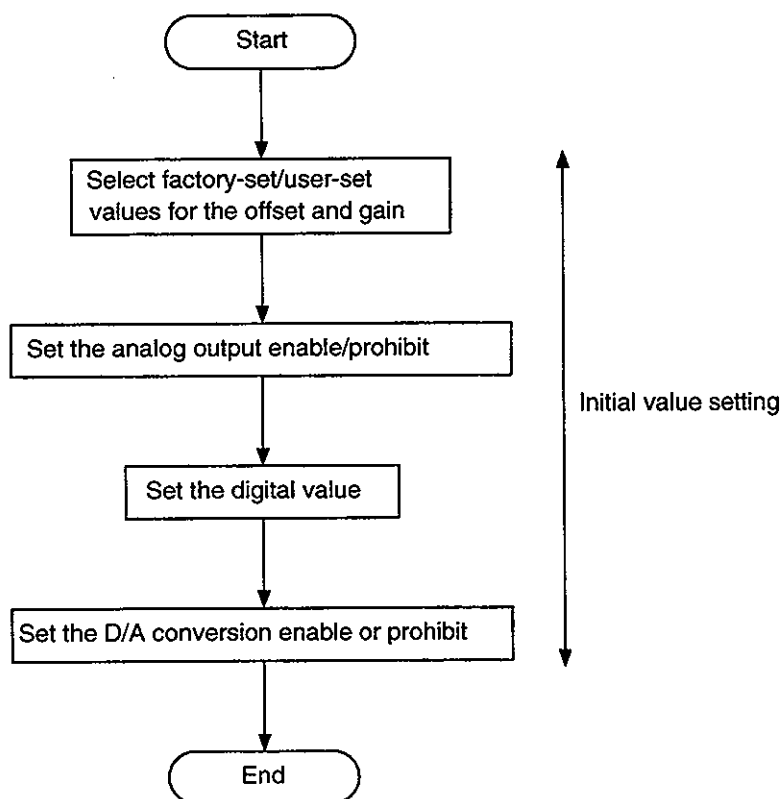 Start
Select factory-set/user-set
values for the offset and gain
Set the analog output enable/prohibit
Initial value setting
Set the digital value
Set the D/A conversion enable or prohibit
End